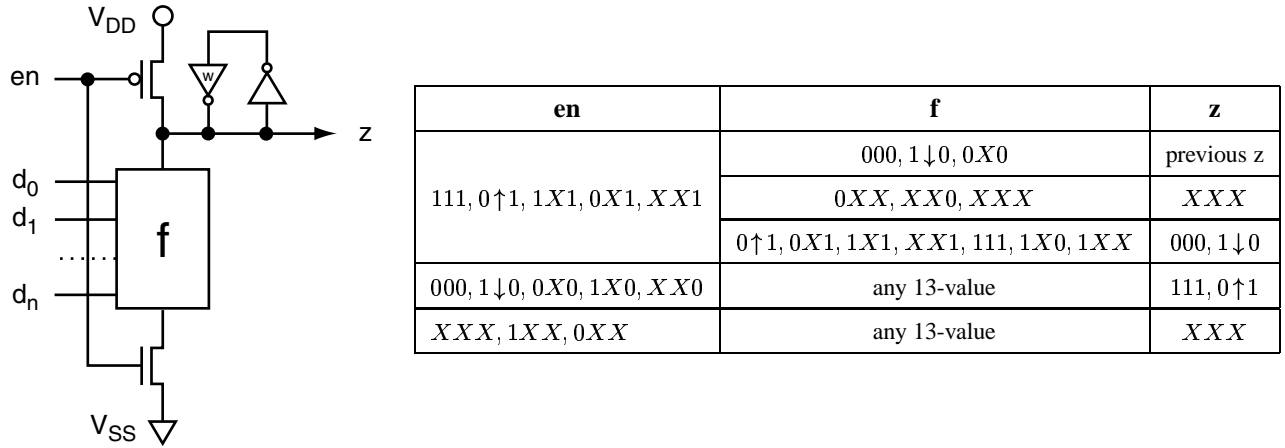 V_DD
en
w
z
d_0
d_1
......
d_n
f
V_SS
en f z
111, 0↑1, 1X1, 0X1, XX1
000, 1↓0, 0X0 previous z
0XX, XX0, XXX XXX
0↑1, 0X1, 1X1, XX1, 111, 1X0, 1XX 000, 1↓0
000, 1↓0, 0X0, 1X0, XX0 any 13-value 111, 0↑1
XXX, 1XX, 0XX any 13-value XXX